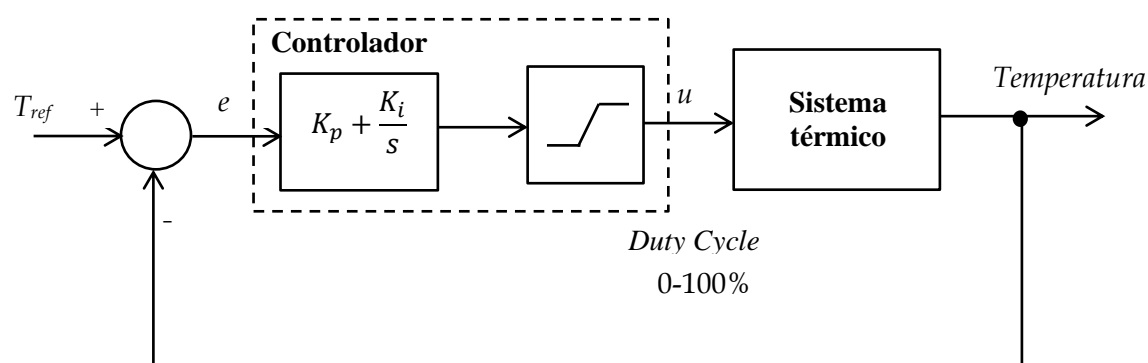 Controlador
T_ref
+
e
K_p + K_i/s
u
Sistema
térmico
Temperatura
-
Duty Cycle
0-100%